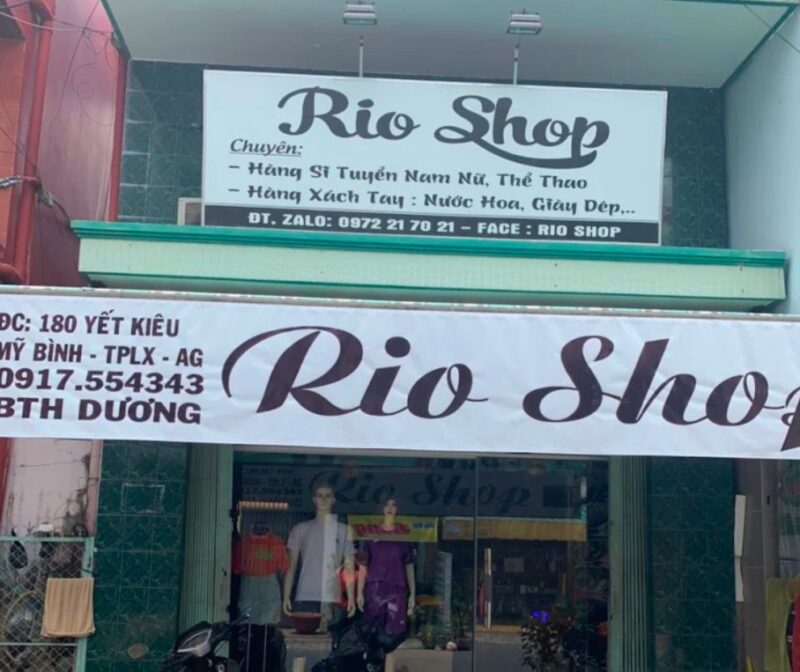 Rio Shop
Chuyên:
- Hàng Sĩ Tuyển Nam Nữ, Thể Thao
- Hàng Xách Tay : Nước Hoa, Giày Dép,..
ĐT. ZALO: 0972 21 70 21 - FACE : RIO SHOP
ĐC: 180 YẾT KIÊU
MỸ BÌNH - TPLX - AG
0917.554343
BTH DƯƠNG
Rio Shop
Rio Shop